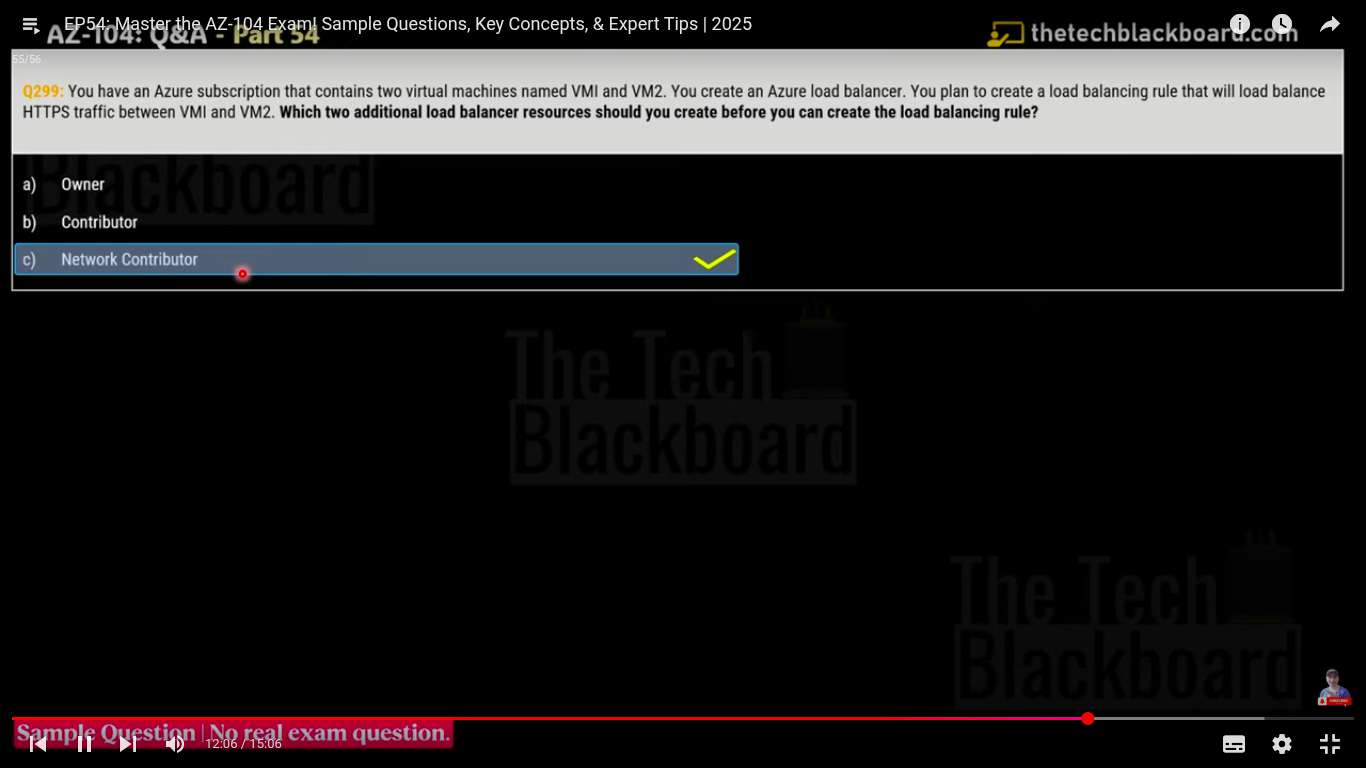 EP54: Master the AZ-104 Exam! Sample Questions, Key Concepts, & Expert Tips | 2025
AZ-104: Q&A - Part 54
thetechblackboard.com
55/56
Q299: You have an Azure subscription that contains two virtual machines named VMI and VM2. You create an Azure load balancer. You plan to create a load balancing rule that will load balance
HTTPS traffic between VMI and VM2. Which two additional load balancer resources should you create before you can create the load balancing rule?
Blackboard
a) Owner
b) Contributor
c) Network Contributor
The Tech
Blackboard
The Tech
Blackboard
Sample Question | No real exam question.
12:06 / 15:06